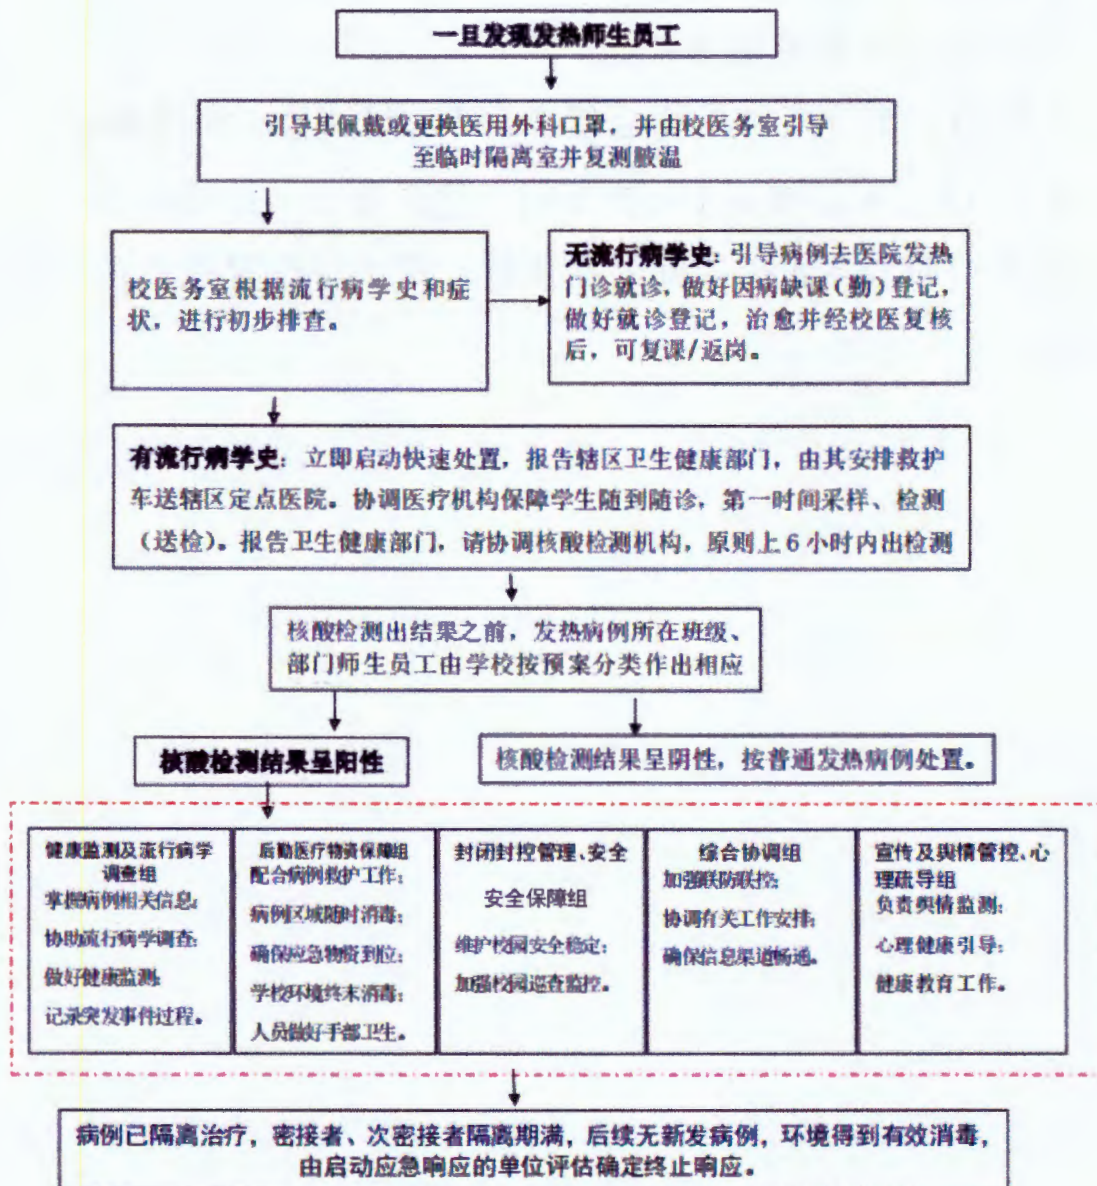 一旦发现发热师生员工
引导其佩戴或更换医用外科口罩，并由校医务室引导
至临时隔离室并复测腋温
校医务室根据流行病学史和症
状，进行初步排查。
无流行病学史：引导病例去医院发热
门诊就诊，做好因病缺课（勤）登记，
做好就诊登记，治愈并经校医复核
后，可复课/返岗。
有流行病学史：立即启动快速处置，报告辖区卫生健康部门，由其安排救护
车送辖区定点医院。协调医疗机构保障学生随到随诊，第一时间采样、检测
（送检）。报告卫生健康部门，请协调核酸检测机构，原则上 6 小时内出检测
核酸检测出结果之前，发热病例所在班级、
部门师生员工由学校按预案分类作出相应
核酸检测结果呈阳性
核酸检测结果呈阴性，按普通发热病例处置。
健康监测及流行病学
调查组
掌握病例相关信息；
协助流行病学调查；
做好健康监测；
记录突发事件过程。
后勤医疗物资保障组
配合病例救护工作；
病例区域随时消毒；
确保应急物资到位；
学校环境终末消毒；
人员做好手部卫生。
封闭封控管理、安全
安全保障组
维护校园安全稳定；
加强校园巡查监控。
综合协调组
加强联防联控；
协调有关工作安排；
确保信息渠道畅通。
宣传及舆情管控、心
理疏导组
负责舆情监测；
心理健康引导；
健康教育工作。
病例已隔离治疗，密接者、次密接者隔离期满，后续无新发病例，环境得到有效消毒，
由启动应急响应的单位评估确定终止响应。